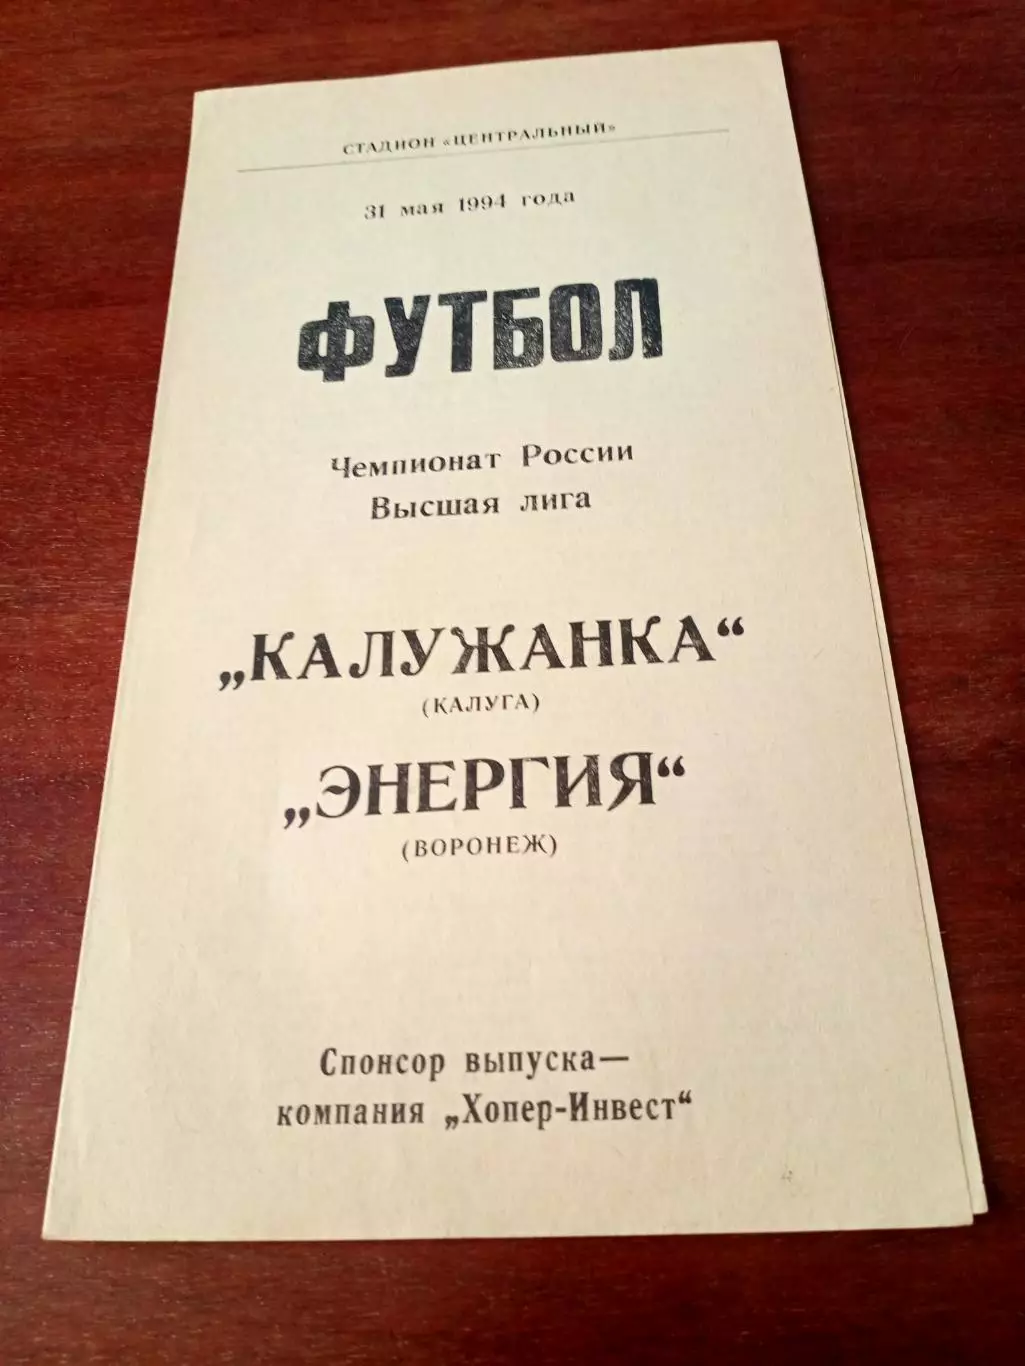 СТАДИОН «ЦЕНТРАЛЬНЫЙ»
31 мая 1994 года
ФУТБОЛ
Чемпионат России
Высшая лига
„КАЛУЖАНКА“
(КАЛУГА)
„ЭНЕРГИЯ“
(ВОРОНЕЖ)
Спонсор выпуска—
компания „Хопер-Инвест“